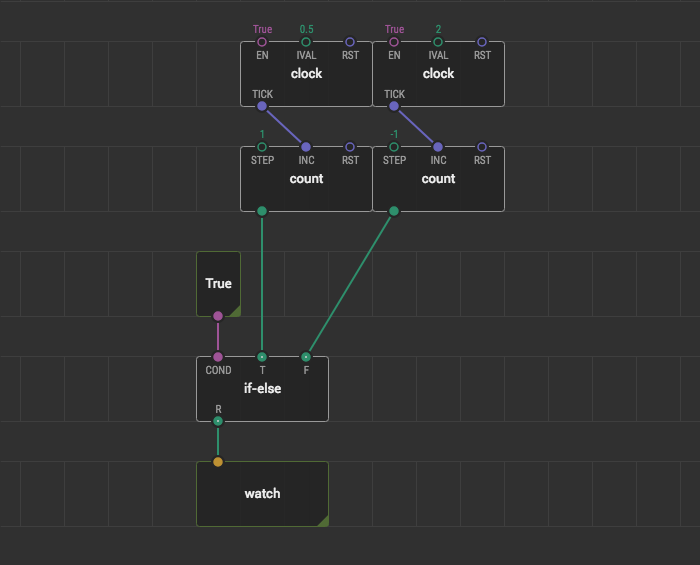 True 0.5 True 2
EN IVAL RST EN IVAL RST
clock clock
TICK TICK
1 -1
STEP INC RST STEP INC RST
count count
True
COND T F
if-else
R
watch